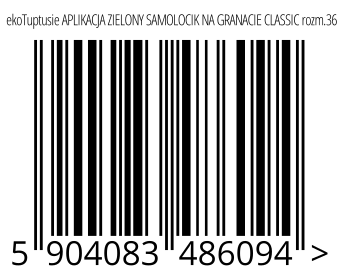 ekoTuptusie APLIKACJA ZIELONY SAMOLOCIK NA GRANACIE CLASSIC rozm.36
5 904083 486094 >